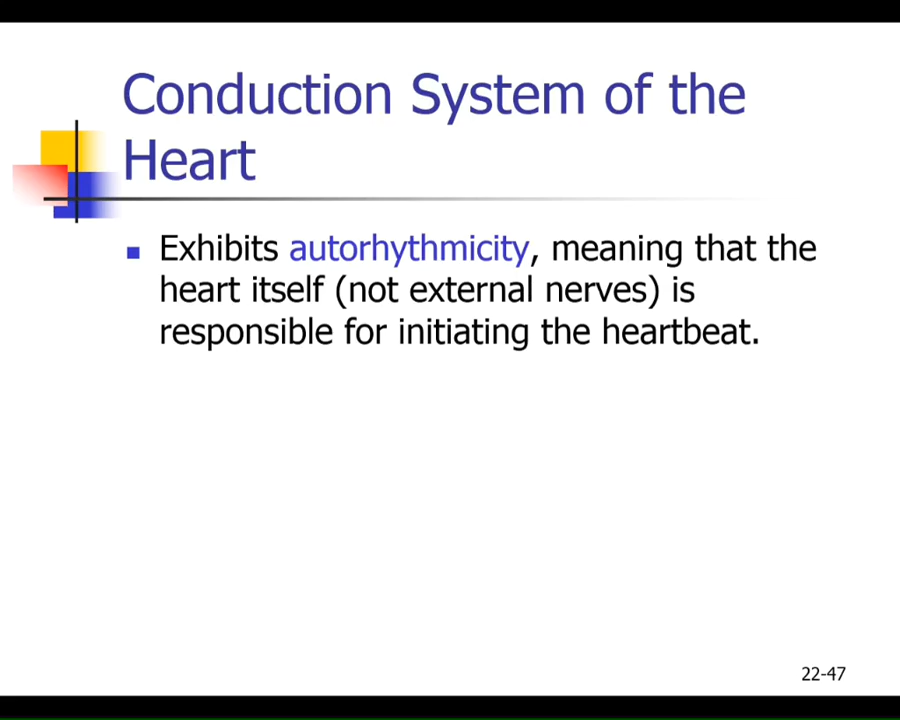 Conduction System of the
Heart
Exhibits autorhythmicity, meaning that the
heart itself (not external nerves) is
responsible for initiating the heartbeat.
22-47